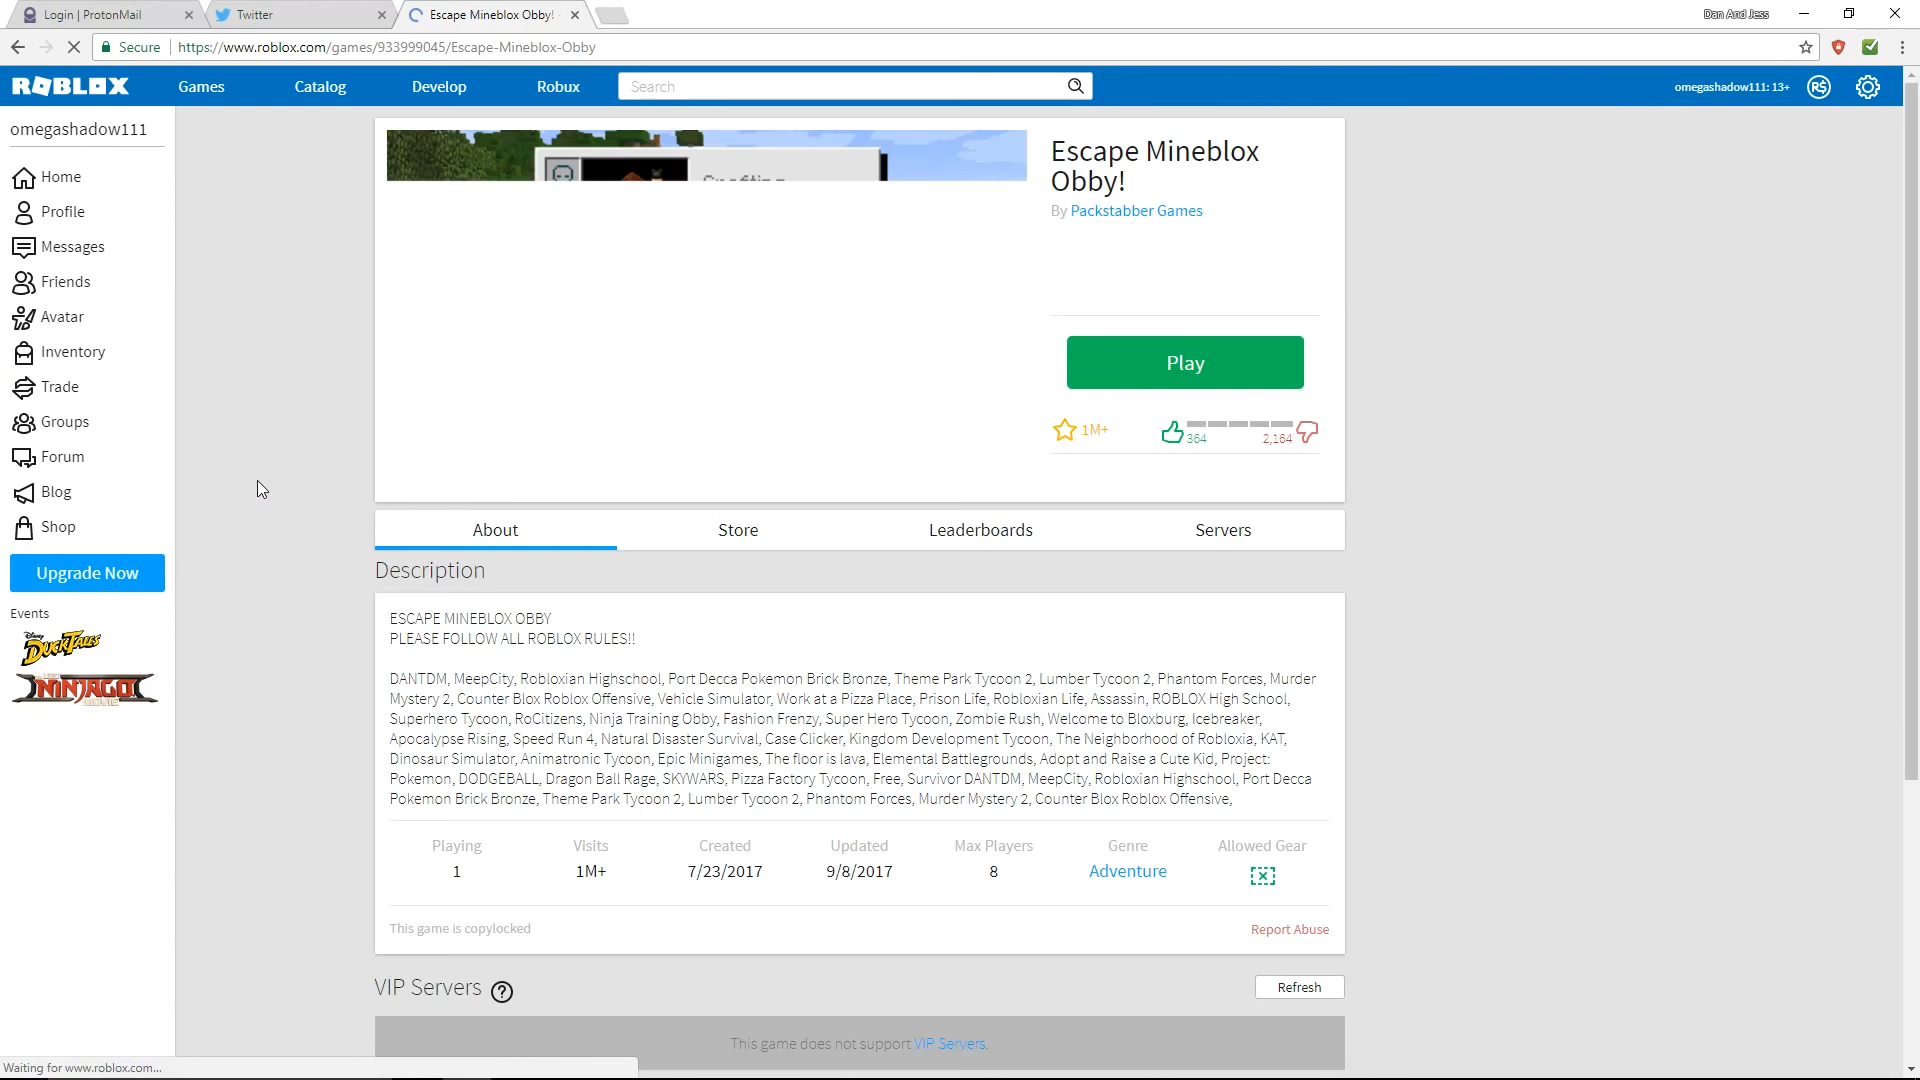 Login | ProtonMail
Twitter
Escape Mineblox Obby! -
Dan And Jess
Secure
https://www.roblox.com/games/933999045/Escape-Mineblox-Obby
ROBLOX
Games
Catalog
Develop
Robux
Search
omegashadow111: 13+
R$
omegashadow111
Home
Profile
Messages
Friends
Avatar
Inventory
Trade
Groups
Forum
Blog
Shop
Upgrade Now
Events
Disney
DUCKTALES
NINJAGO
MOVIE
Crafting
Escape Mineblox
Obby!
By Packstabber Games
Play
1M+
364
2,164
About
Store
Leaderboards
Servers
Description
ESCAPE MINEBLOX OBBY
PLEASE FOLLOW ALL ROBLOX RULES!!
DANTDM, MeepCity, Robloxian Highschool, Port Decca Pokemon Brick Bronze, Theme Park Tycoon 2, Lumber Tycoon 2, Phantom Forces, Murder
Mystery 2, Counter Blox Roblox Offensive, Vehicle Simulator, Work at a Pizza Place, Prison Life, Robloxian Life, Assassin, ROBLOX High School,
Superhero Tycoon, RoCitizens, Ninja Training Obby, Fashion Frenzy, Super Hero Tycoon, Zombie Rush, Welcome to Bloxburg, Icebreaker,
Apocalypse Rising, Speed Run 4, Natural Disaster Survival, Case Clicker, Kingdom Development Tycoon, The Neighborhood of Robloxia, KAT,
Dinosaur Simulator, Animatronic Tycoon, Epic Minigames, The floor is lava, Elemental Battlegrounds, Adopt and Raise a Cute Kid, Project:
Pokemon, DODGEBALL, Dragon Ball Rage, SKYWARS, Pizza Factory Tycoon, Free, Survivor DANTDM, MeepCity, Robloxian Highschool, Port Decca
Pokemon Brick Bronze, Theme Park Tycoon 2, Lumber Tycoon 2, Phantom Forces, Murder Mystery 2, Counter Blox Roblox Offensive,
Playing
Visits
Created
Updated
Max Players
Genre
Allowed Gear
1
1M+
7/23/2017
9/8/2017
8
Adventure
This game is copylocked
Report Abuse
VIP Servers
?
Refresh
This game does not support VIP Servers.
Waiting for www.roblox.com...